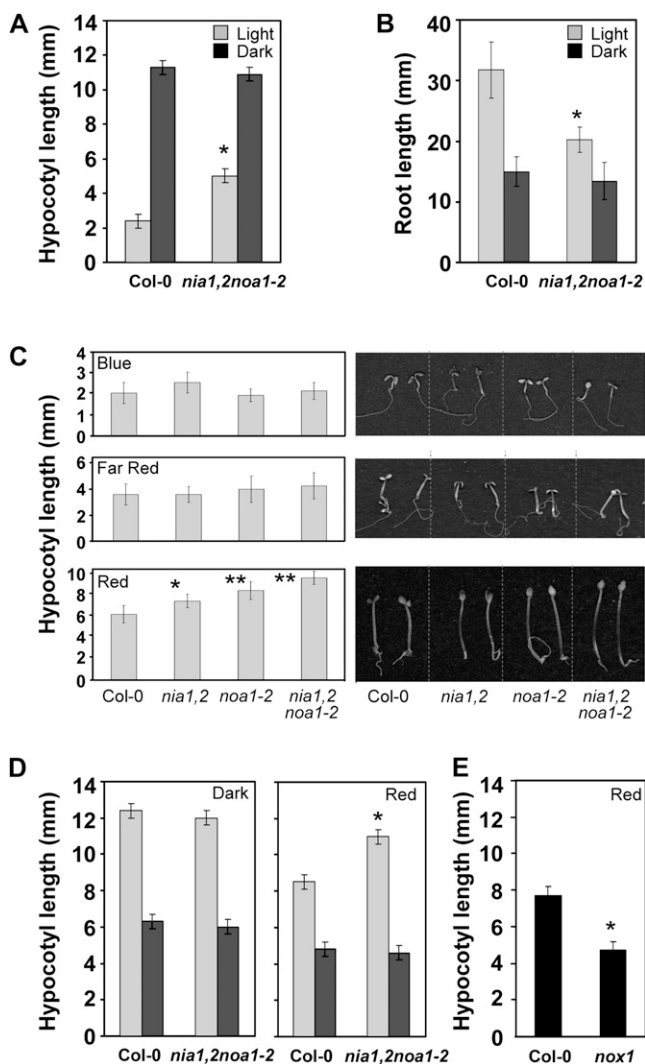 A
Hypocotyl length (mm)
14
12
10
8
6
4
2
0
Light
Dark
*
Col-0 nia1,2noa1-2
B
Root length (mm)
40
30
20
10
0
Light
Dark
*
Col-0 nia1,2noa1-2
C
Hypocotyl length (mm)
Blue
4
3
2
1
0
Far Red
6
4
2
0
Red
10
8
6
4
2
0
* ** **
Col-0 nia1,2 noa1-2 nia1,2
noa1-2
Col-0 nia1,2 noa1-2 nia1,2
noa1-2
D
Hypocotyl length (mm)
14
12
10
8
6
4
2
0
Dark
Col-0 nia1,2noa1-2
Red
*
Col-0 nia1,2noa1-2
E
Hypocotyl length (mm)
14
12
10
8
6
4
2
0
Red
*
Col-0 nox1